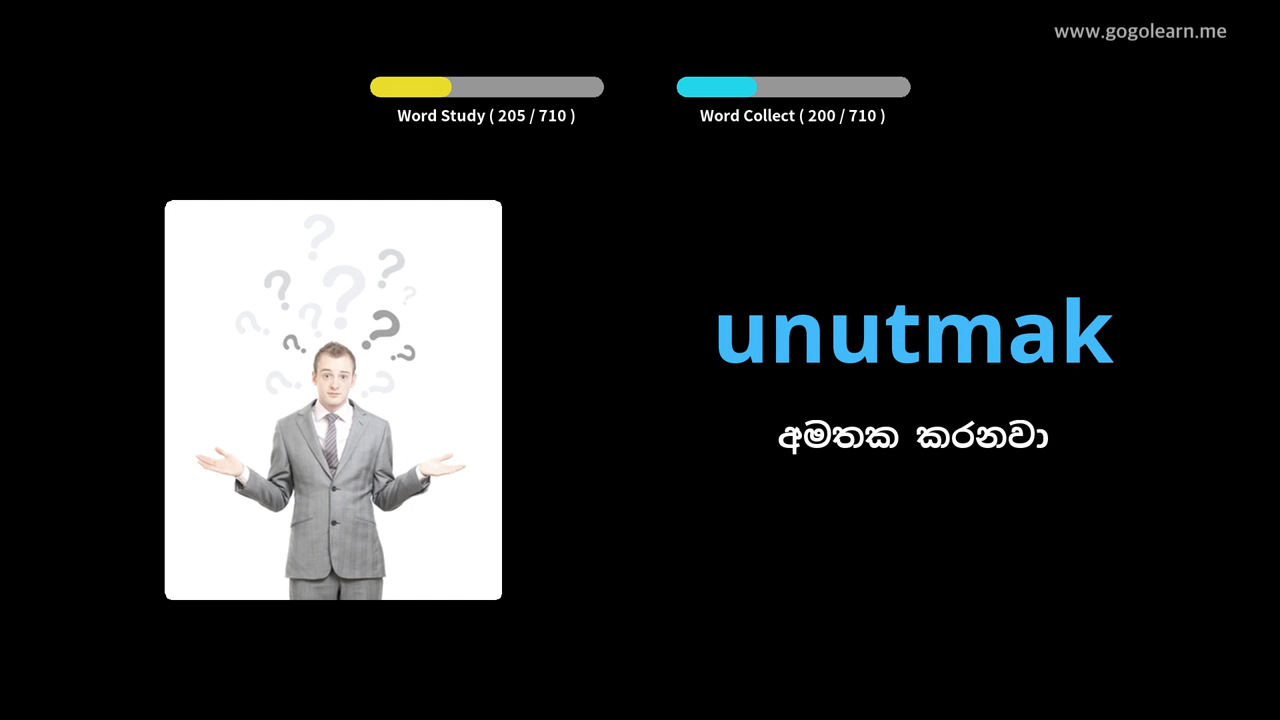 www.gogolearn.me
Word Study ( 205 / 710 )
Word Collect ( 200 / 710 )
unutmak
අමතක කරනවා